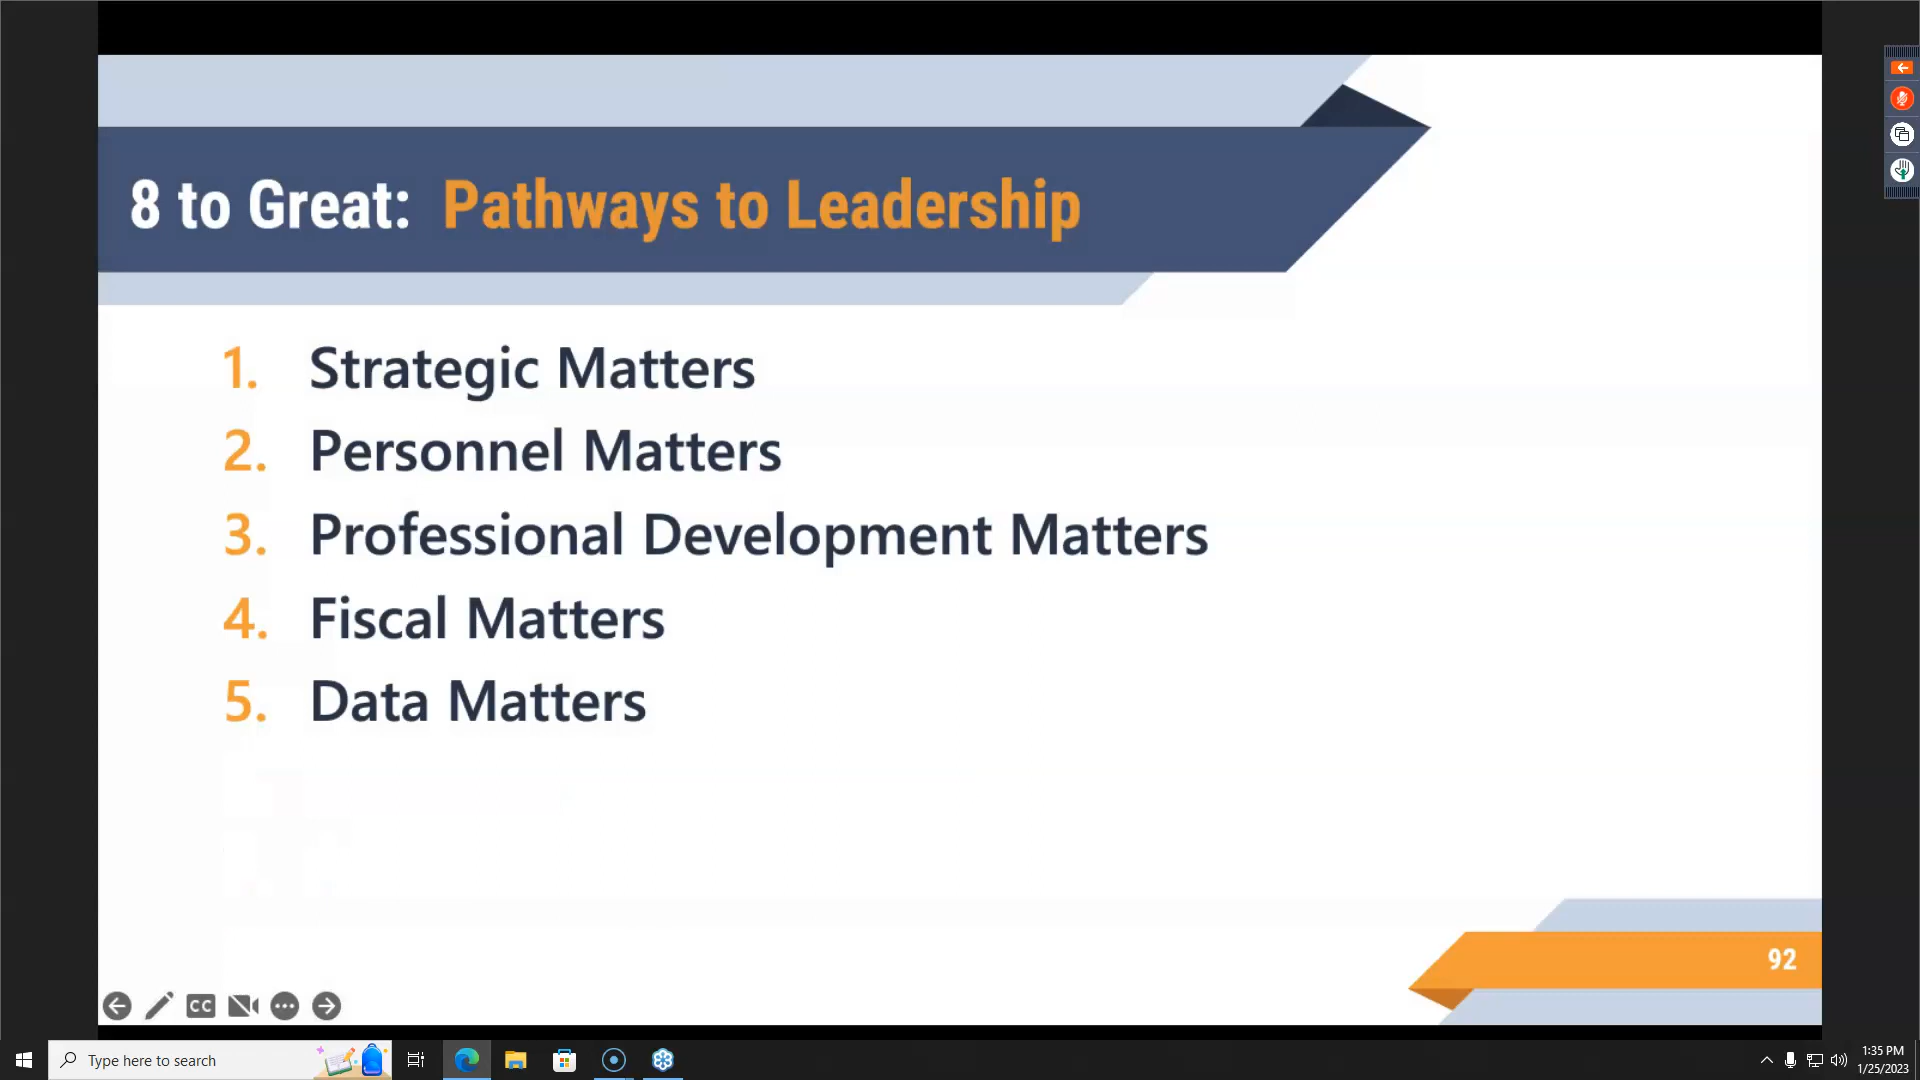 8 to Great: Pathways to Leadership
1. Strategic Matters
2. Personnel Matters
3. Professional Development Matters
4. Fiscal Matters
5. Data Matters
92
CC
Type here to search
1:35 PM
1/25/2023